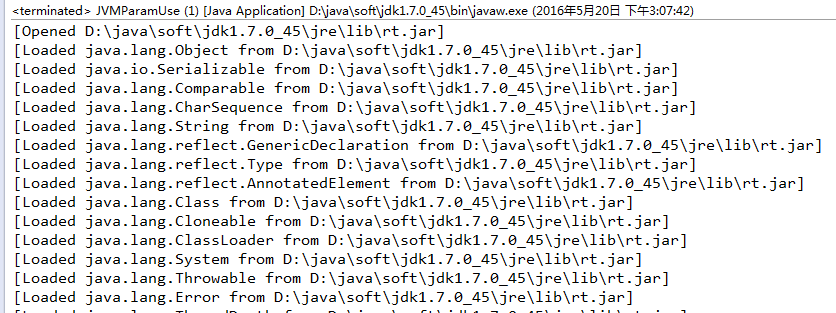 <terminated> JVMParamUse (1) [Java Application] D:\java\soft\jdk1.7.0_45\bin\javaw.exe (2016年5月20日 下午3:07:42)
[Opened D:\java\soft\jdk1.7.0_45\jre\lib\rt.jar]
[Loaded java.lang.Object from D:\java\soft\jdk1.7.0_45\jre\lib\rt.jar]
[Loaded java.io.Serializable from D:\java\soft\jdk1.7.0_45\jre\lib\rt.jar]
[Loaded java.lang.Comparable from D:\java\soft\jdk1.7.0_45\jre\lib\rt.jar]
[Loaded java.lang.CharSequence from D:\java\soft\jdk1.7.0_45\jre\lib\rt.jar]
[Loaded java.lang.String from D:\java\soft\jdk1.7.0_45\jre\lib\rt.jar]
[Loaded java.lang.reflect.GenericDeclaration from D:\java\soft\jdk1.7.0_45\jre\lib\rt.jar]
[Loaded java.lang.reflect.Type from D:\java\soft\jdk1.7.0_45\jre\lib\rt.jar]
[Loaded java.lang.reflect.AnnotatedElement from D:\java\soft\jdk1.7.0_45\jre\lib\rt.jar]
[Loaded java.lang.Class from D:\java\soft\jdk1.7.0_45\jre\lib\rt.jar]
[Loaded java.lang.Cloneable from D:\java\soft\jdk1.7.0_45\jre\lib\rt.jar]
[Loaded java.lang.ClassLoader from D:\java\soft\jdk1.7.0_45\jre\lib\rt.jar]
[Loaded java.lang.System from D:\java\soft\jdk1.7.0_45\jre\lib\rt.jar]
[Loaded java.lang.Throwable from D:\java\soft\jdk1.7.0_45\jre\lib\rt.jar]
[Loaded java.lang.Error from D:\java\soft\jdk1.7.0_45\jre\lib\rt.jar]